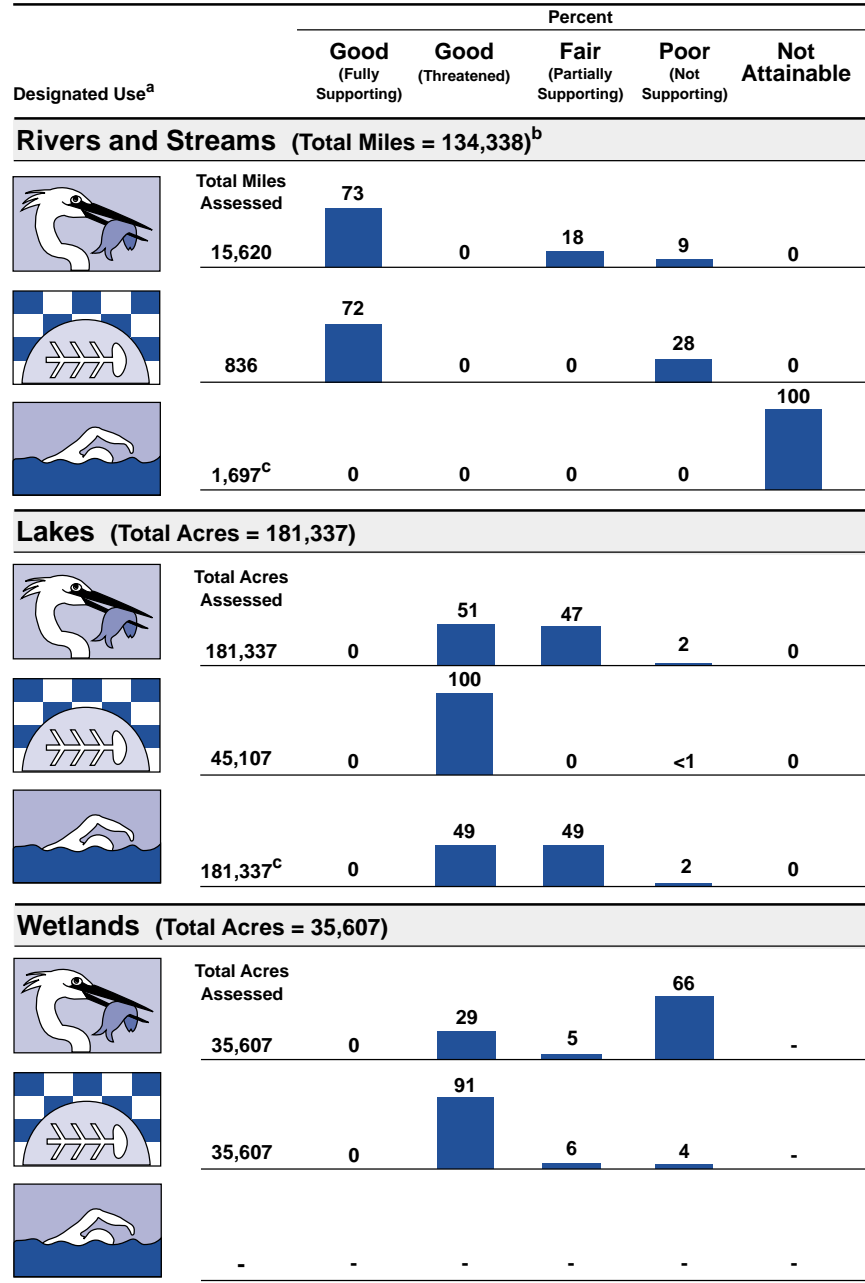 Percent
Designated Use^a
Good (Fully Supporting) Good (Threatened) Fair (Partially Supporting) Poor (Not Supporting) Not Attainable
Rivers and Streams (Total Miles = 134,338)^b
Total Miles Assessed
73
15,620 0 18 9 0
72
836 0 0 28 0
100
1,697^c 0 0 0 0
Lakes (Total Acres = 181,337)
Total Acres Assessed
181,337 0 51 47 2 0
100
45,107 0 0 <1 0
181,337^c 0 49 49 2 0
Wetlands (Total Acres = 35,607)
Total Acres Assessed
35,607 0 29 5 66 -
35,607 0 91 6 4 -
- - - - - -